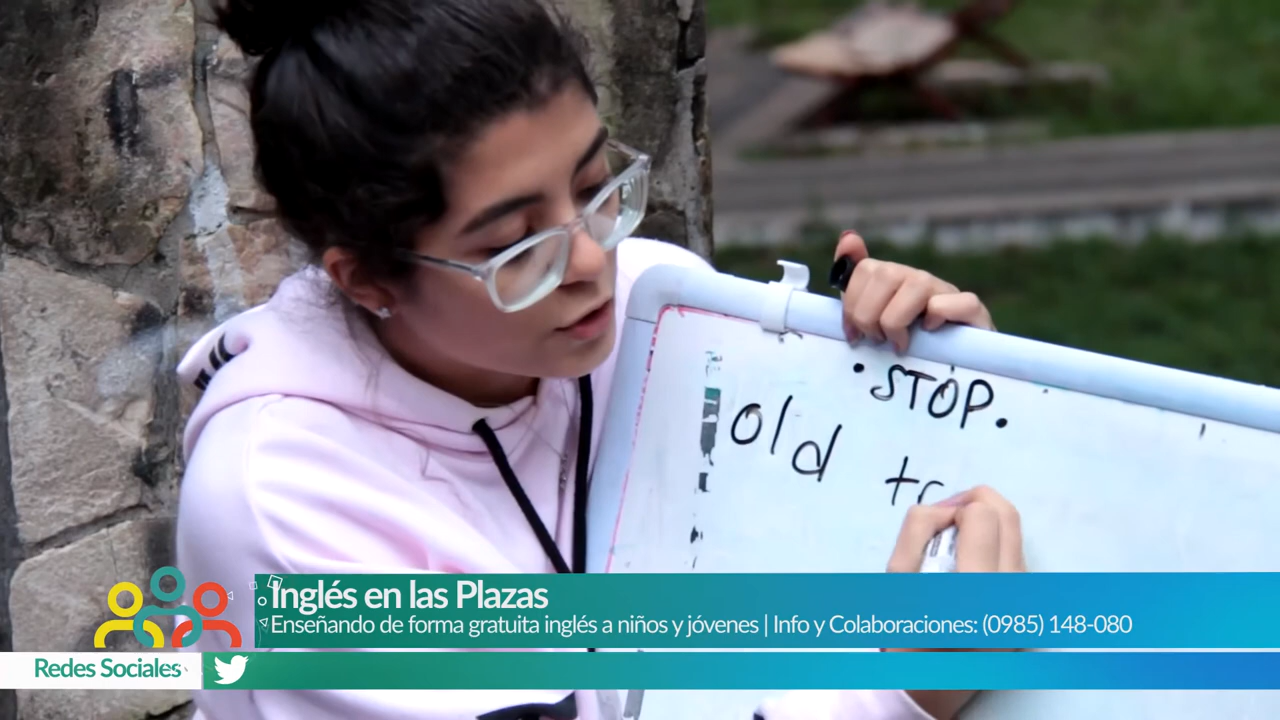 • STOP.
old
Inglés en las Plazas
Enseñando de forma gratuita inglés a niños y jóvenes | Info y Colaboraciones: (0985) 148-080
Redes Sociales